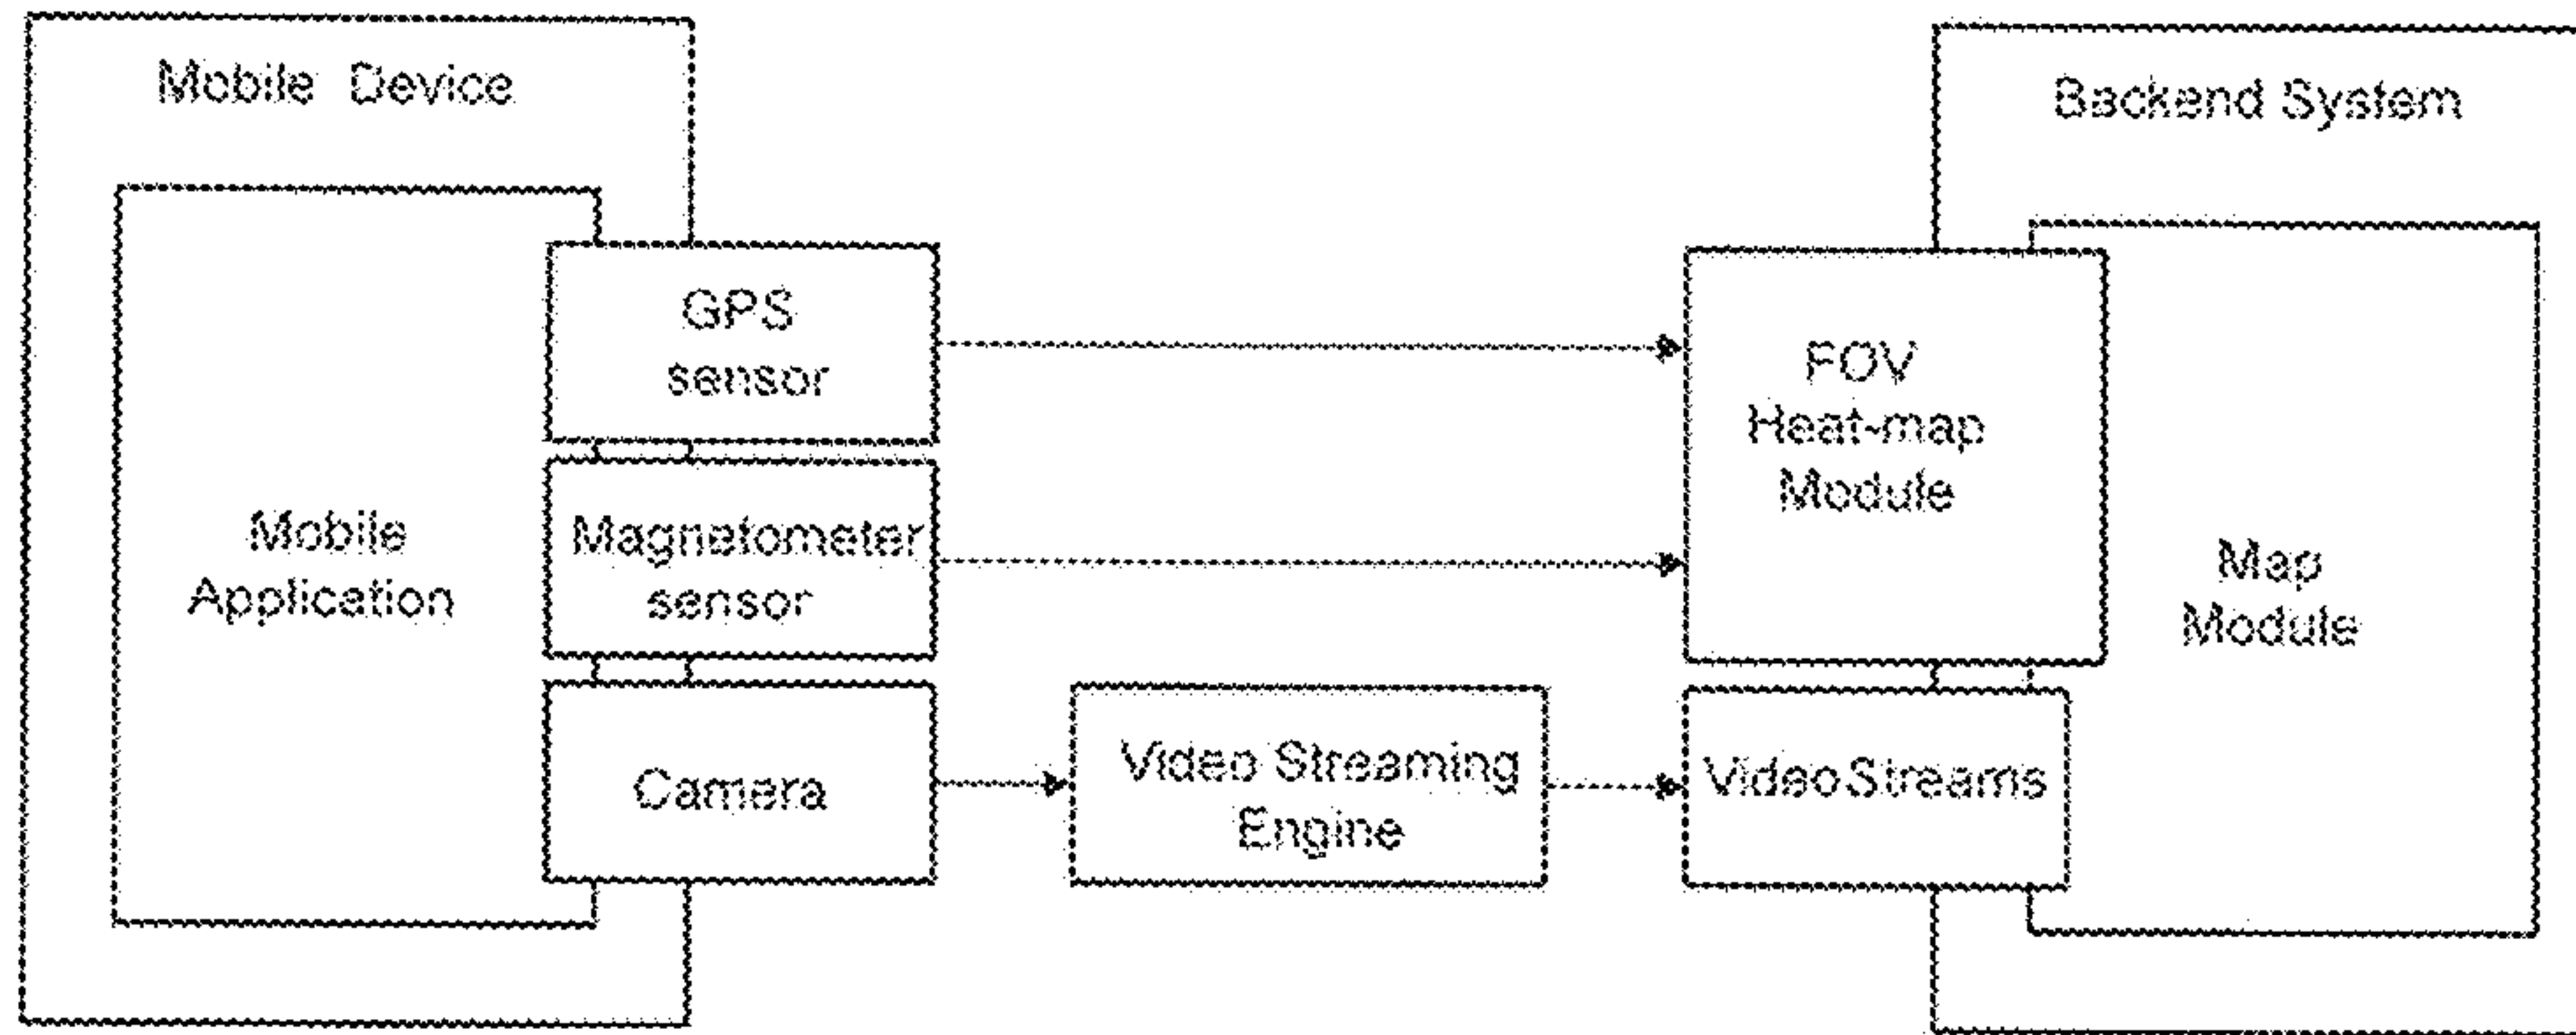 Mobile Device
Backend System
GPS
sensor
FOV
Heat-map
Module
Mobile
Application
Magnetometer
sensor
Map
Module
Camera
Video Streaming
Engine
VideoStreams